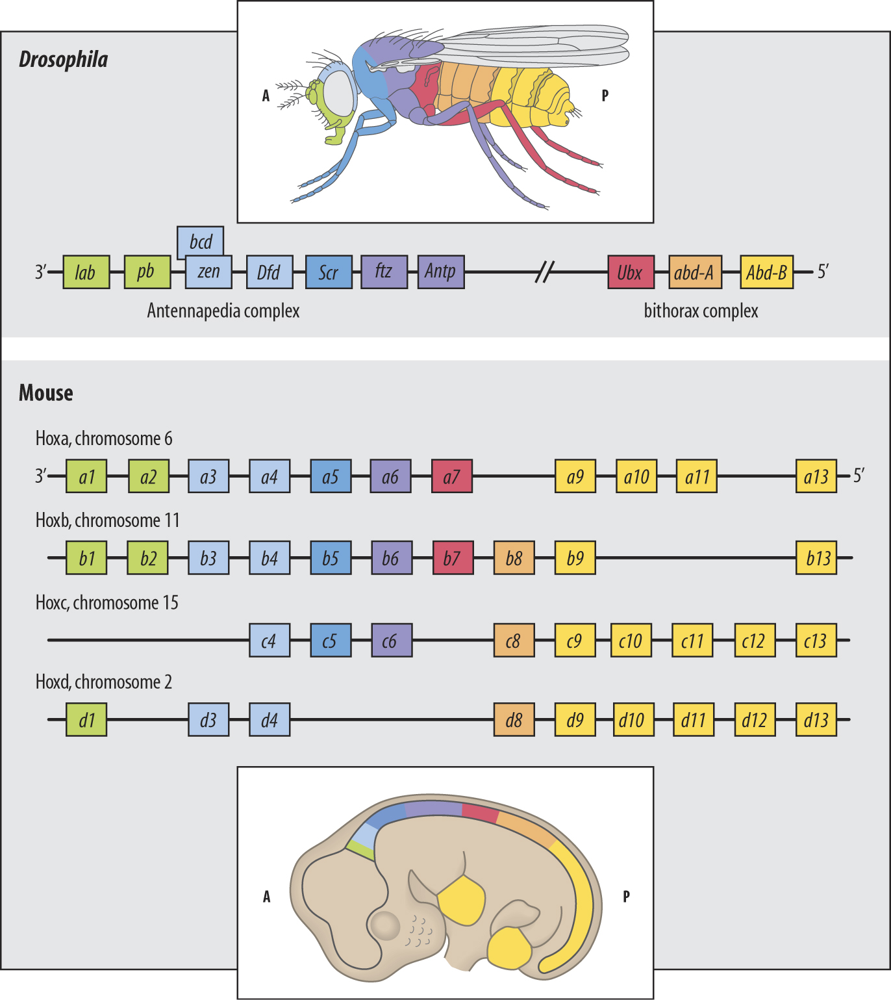 Drosophila
A P
bcd
3′ lab pb zen Dfd Scr ftz Antp Ubx abd-A Abd-B 5′
Antennapedia complex bithorax complex
Mouse
Hoxa, chromosome 6
3′ a1 a2 a3 a4 a5 a6 a7 a9 a10 a11 a13 5′
Hoxb, chromosome 11
b1 b2 b3 b4 b5 b6 b7 b8 b9 b13
Hoxc, chromosome 15
c4 c5 c6 c8 c9 c10 c11 c12 c13
Hoxd, chromosome 2
d1 d3 d4 d8 d9 d10 d11 d12 d13
A P